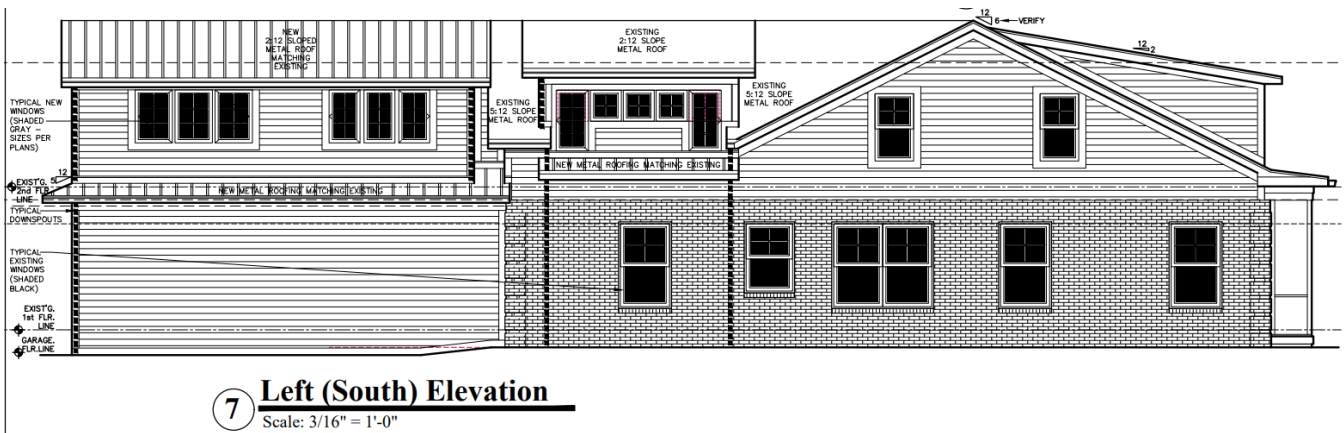 NEW
2:12 SLOPED
METAL ROOF
MATCHING
EXISTING
EXISTING
2:12 SLOPE
METAL ROOF
12
6
VERIFY
12
2
EXISTING
5:12 SLOPE
METAL ROOF
EXISTING
5:12 SLOPE
METAL ROOF
TYPICAL NEW
WINDOWS
(SHADED
GRAY –
SIZES PER
PLANS)
NEW METAL ROOFING MATCHING EXISTING
12
5
EXIST'G.
2nd FLR.
LINE
NEW METAL ROOFING MATCHING EXISTING
TYPICAL
DOWNSPOUTS
TYPICAL
EXISTING
WINDOWS
(SHADED
BLACK)
EXIST'G.
1st FLR.
LINE
GARAGE.
FLR.LINE
7
Left (South) Elevation
Scale: 3/16" = 1'-0"